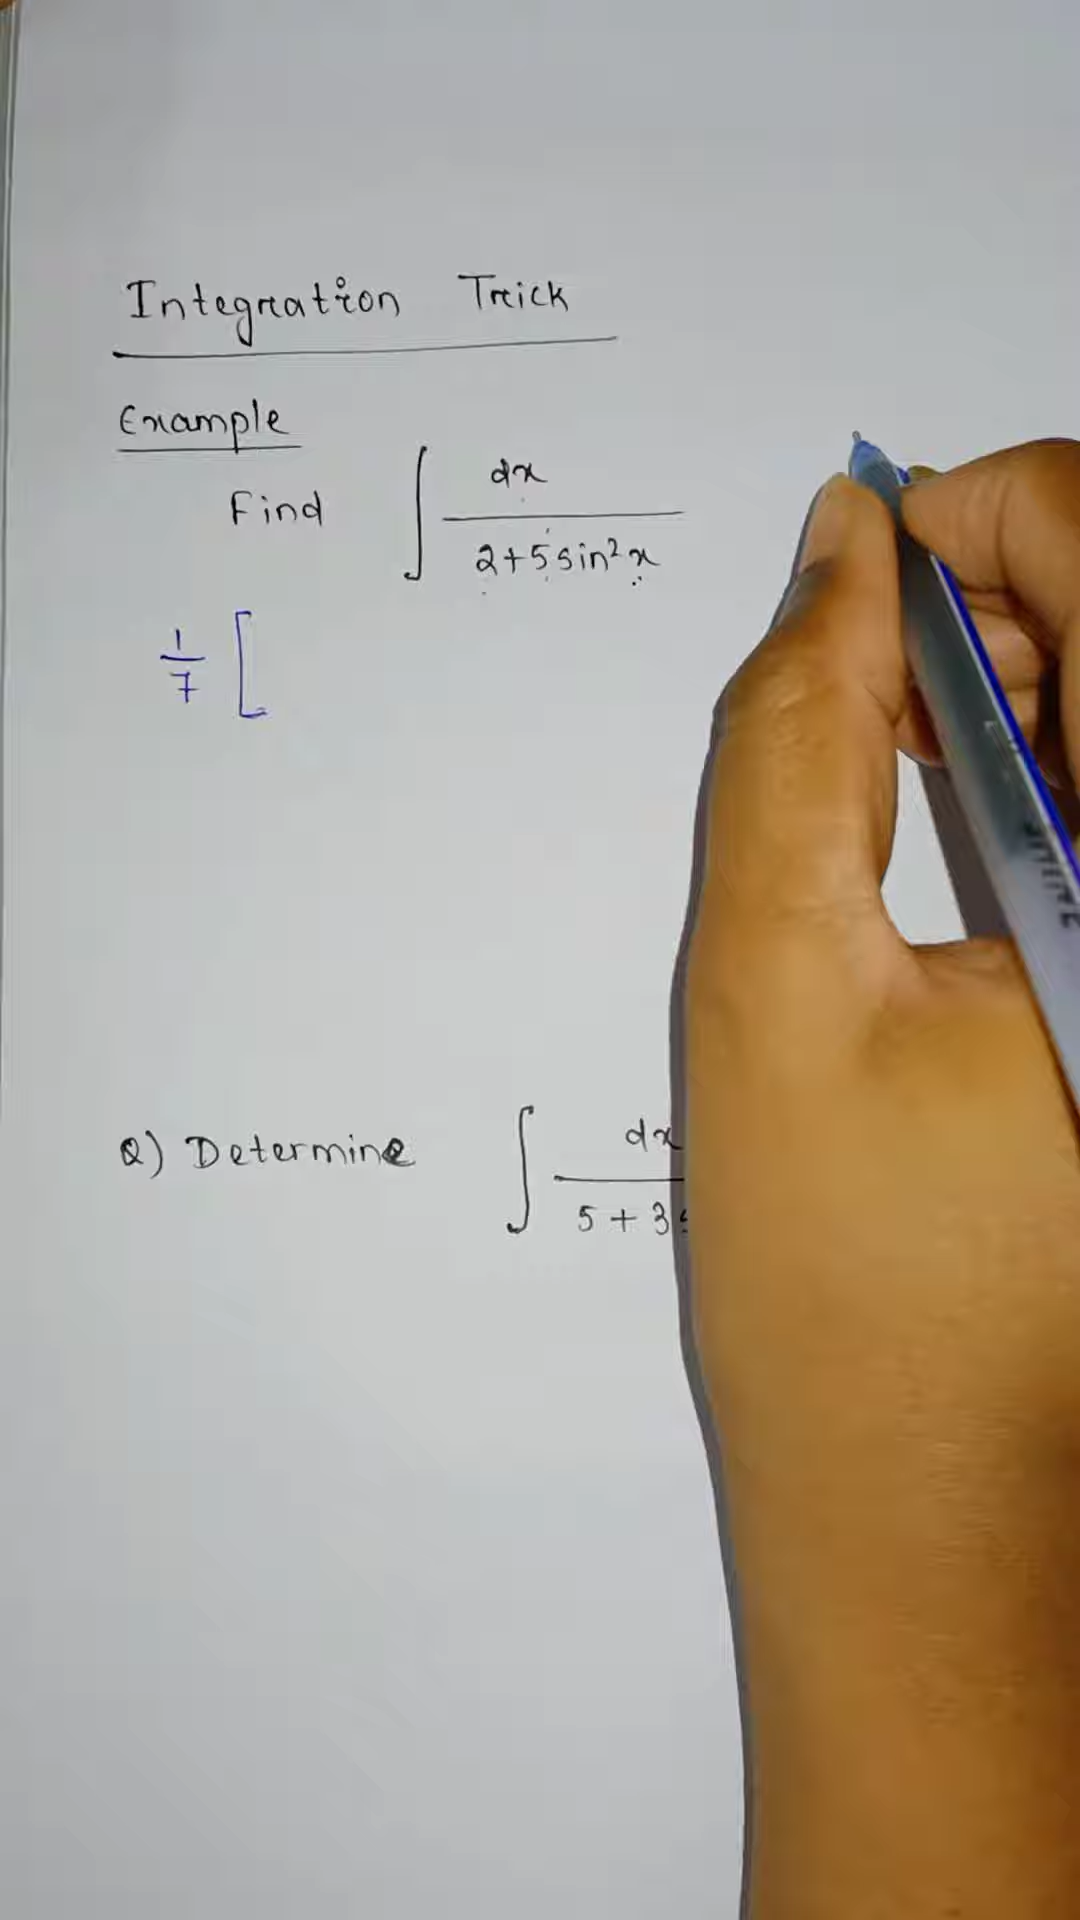 Integration Trick
Example
Find ∫ dx / 2+5sin²x
1/7 [
Q) Determine ∫ dx / 5 + 3